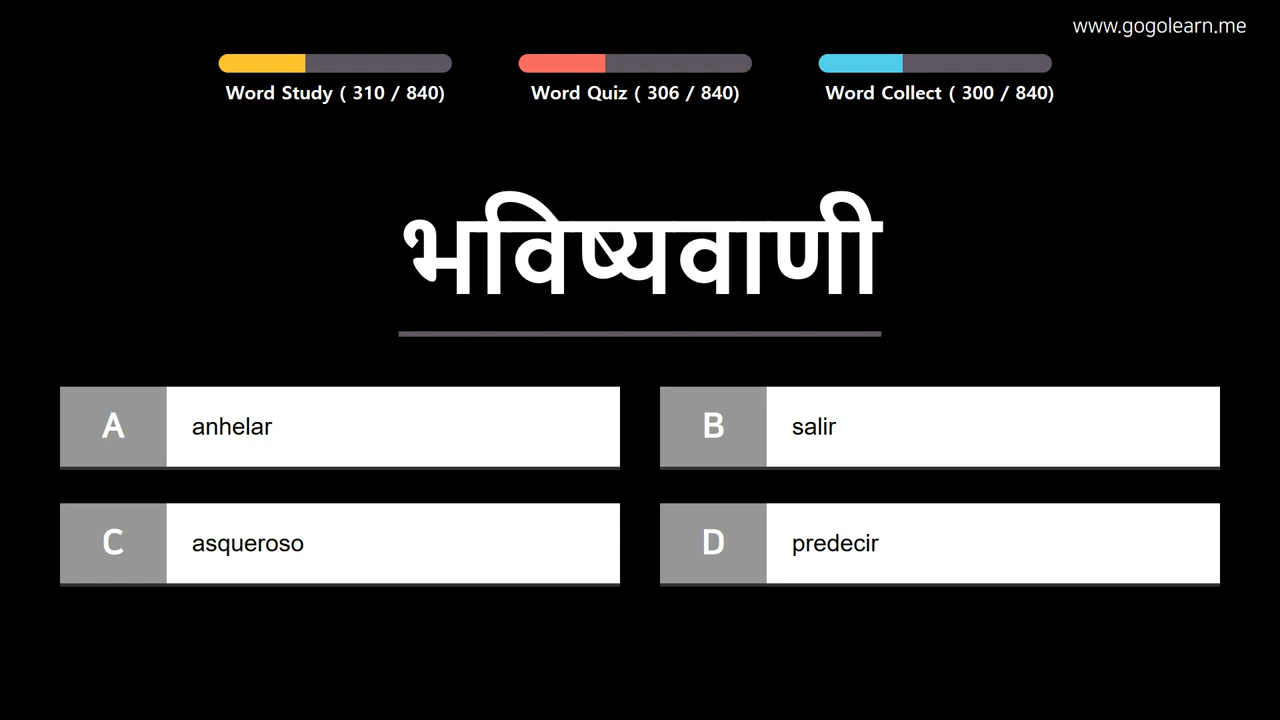 www.gogolearn.me
Word Study ( 310 / 840)
Word Quiz ( 306 / 840)
Word Collect ( 300 / 840)
भविष्यवाणी
A anhelar
B salir
C asqueroso
D predecir